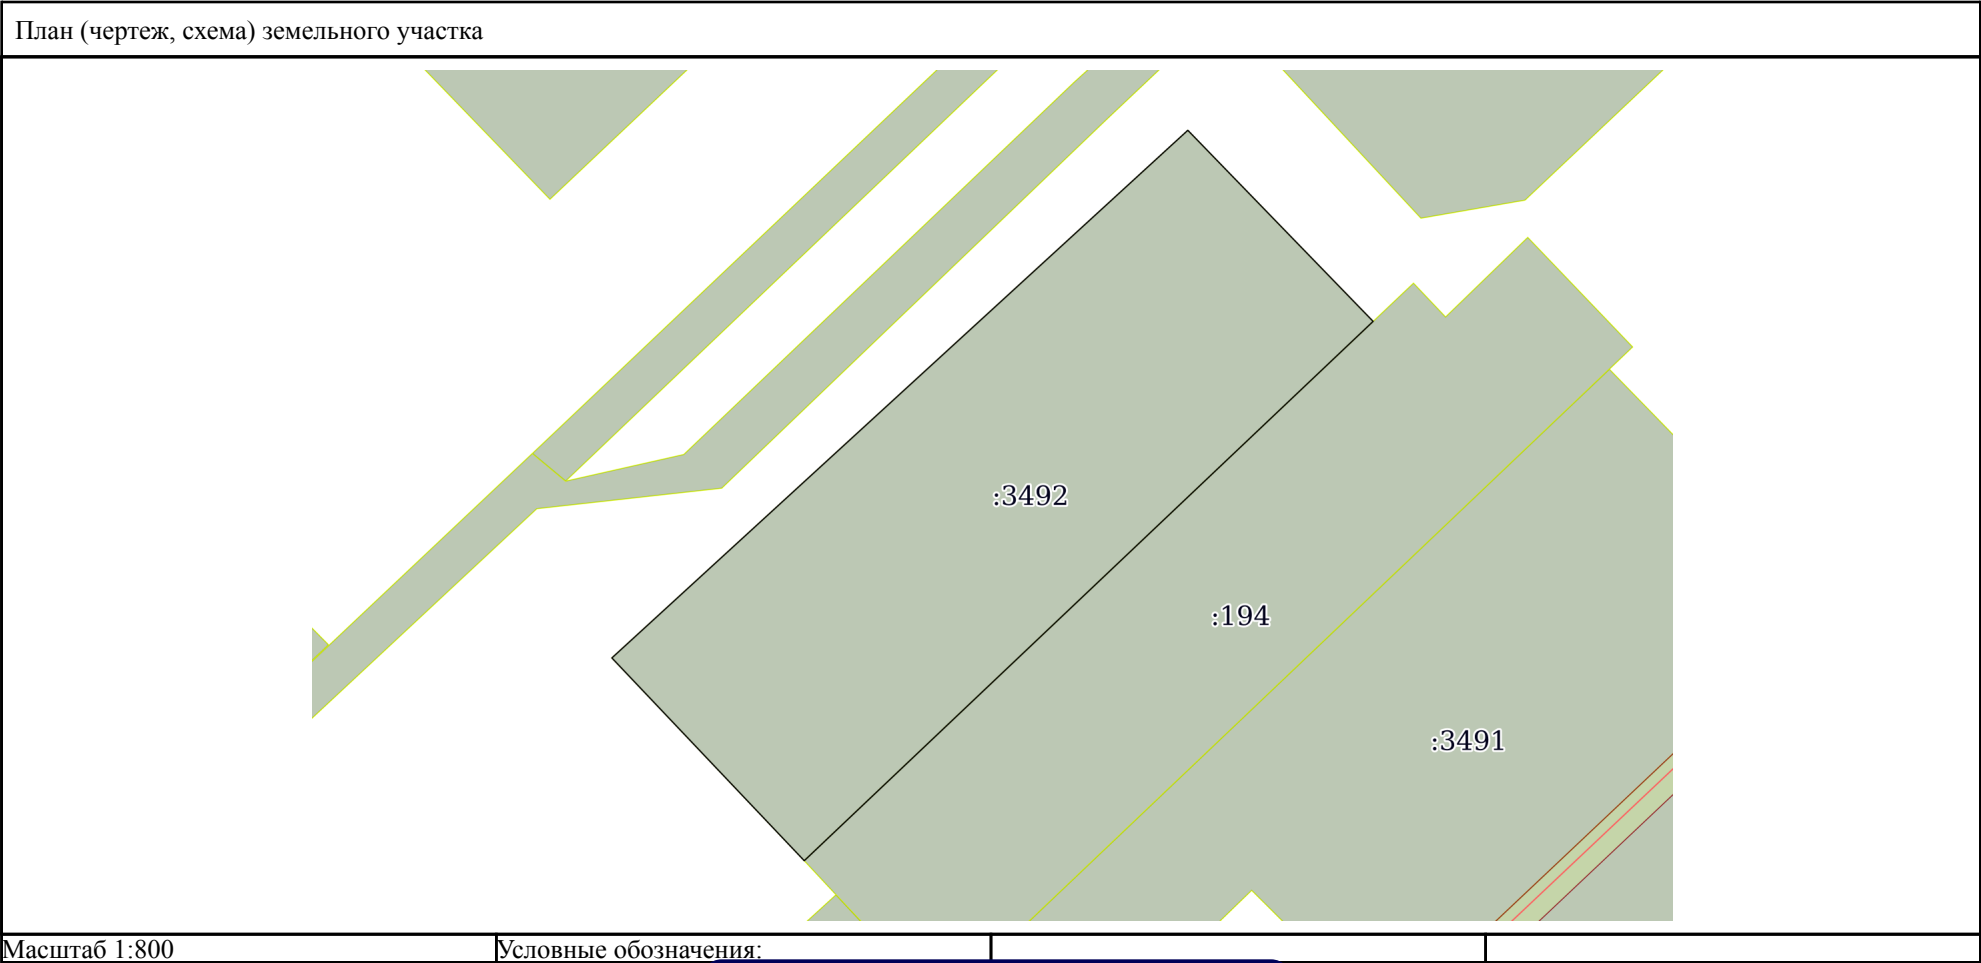 План (чертеж, схема) земельного участка
:3492
:194
:3491
Масштаб 1:800
Условные обозначения: